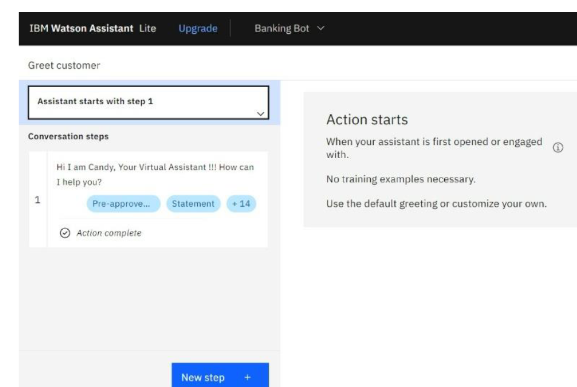 IBM Watson Assistant Lite Upgrade Banking Bot
Greet customer
Assistant starts with step 1
Conversation steps
1
Hi I am Candy, Your Virtual Assistant !!! How can
I help you?
Pre-approve... Statement + 14
Action complete
New step +
Action starts
When your assistant is first opened or engaged
with.
No training examples necessary.
Use the default greeting or customize your own.